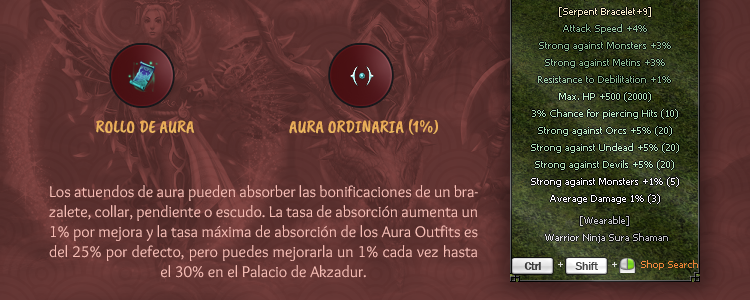 ROLLO DE AURA
AURA ORDINARIA (1%)
Los atuendos de aura pueden absorber las bonificaciones de un bra-
zalete, collar, pendiente o escudo. La tasa de absorción aumenta un
1% por mejora y la tasa máxima de absorción de los Aura Outfits es
del 25% por defecto, pero puedes mejorarla un 1% cada vez hasta
el 30% en el Palacio de Akzadur.
[Serpent Bracelet+9]
Attack Speed +4%
Strong against Monsters +3%
Strong against Metins +3%
Resistance to Debilitation +1%
Max. HP +500 (2000)
3% Chance for piercing Hits (10)
Strong against Orcs +5% (20)
Strong against Undead +5% (20)
Strong against Devils +5% (20)
Strong against Monsters +1% (5)
Average Damage 1% (3)
[Wearable]
Warrior Ninja Sura Shaman
Ctrl + Shift + Shop Search